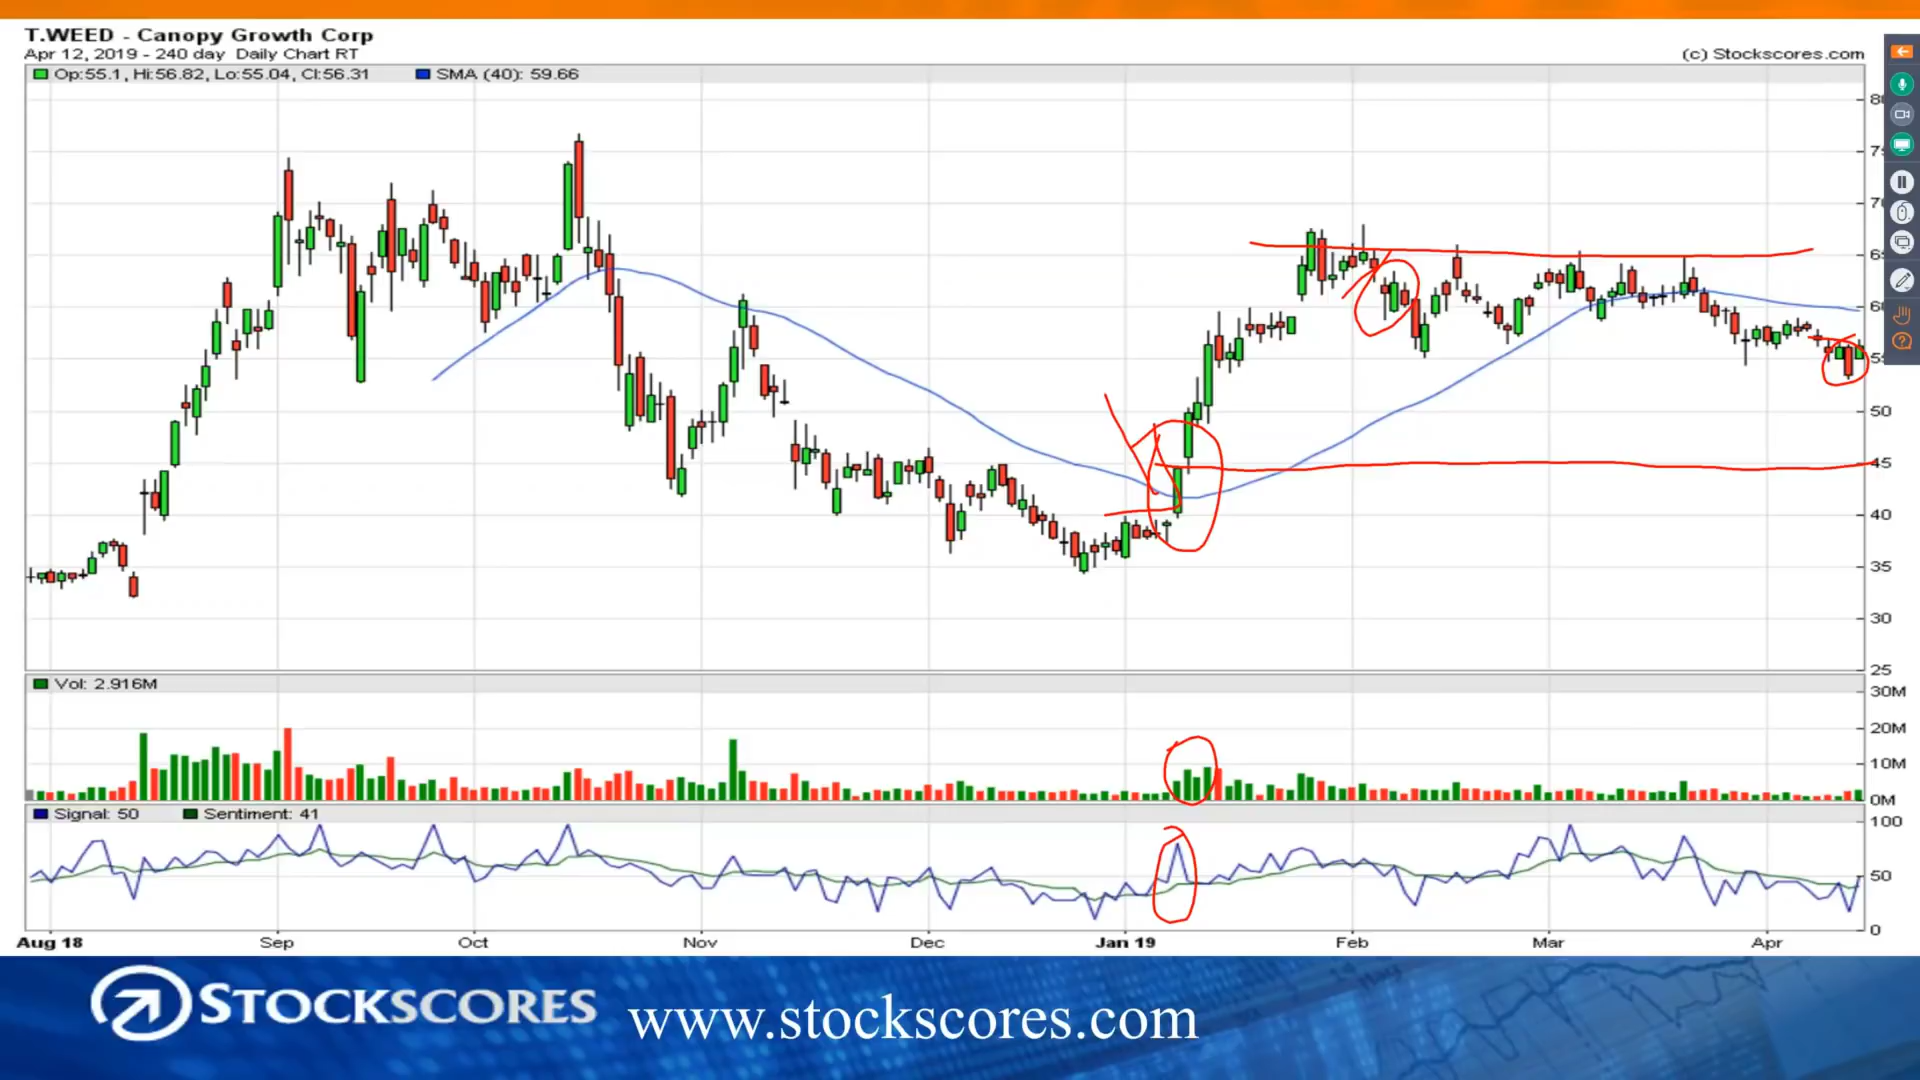 T.WEED - Canopy Growth Corp
Apr 12, 2019 - 240 day Daily Chart RT
(c) Stockscores.com
Op:55.1, Hi:56.82, Lo:55.04, Cl:56.31 SMA (40): 59.66
50
45
40
35
30
25
Vol: 2.916M
30M
20M
10M
0M
Signal: 50 Sentiment: 41
100
50
0
Aug 18 Sep Oct Nov Dec Jan 19 Feb Mar Apr
STOCKSCORES
www.stockscores.com